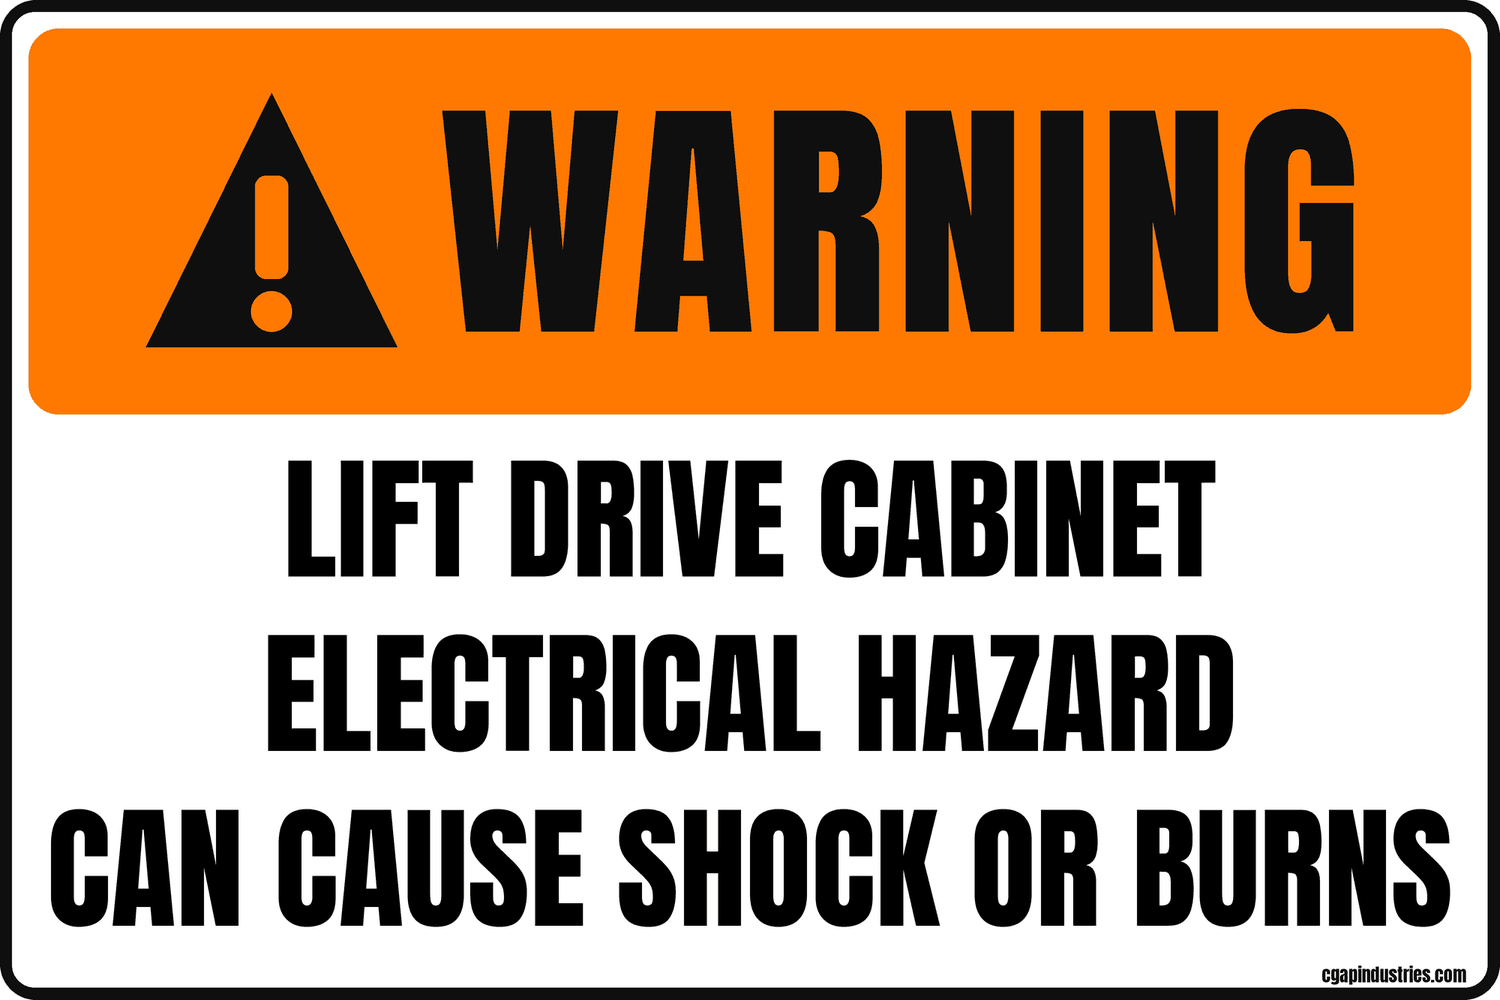 WARNING
LIFT DRIVE CABINET
ELECTRICAL HAZARD
CAN CAUSE SHOCK OR BURNS
cgapindustries.com